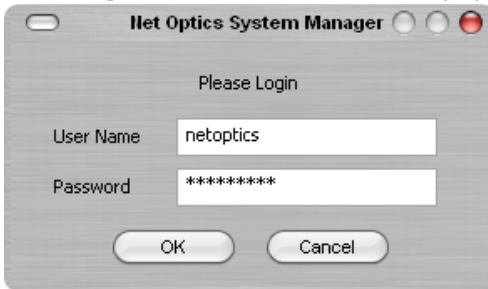 Net Optics System Manager
Please Login
User Name netoptics
Password *********
OK Cancel